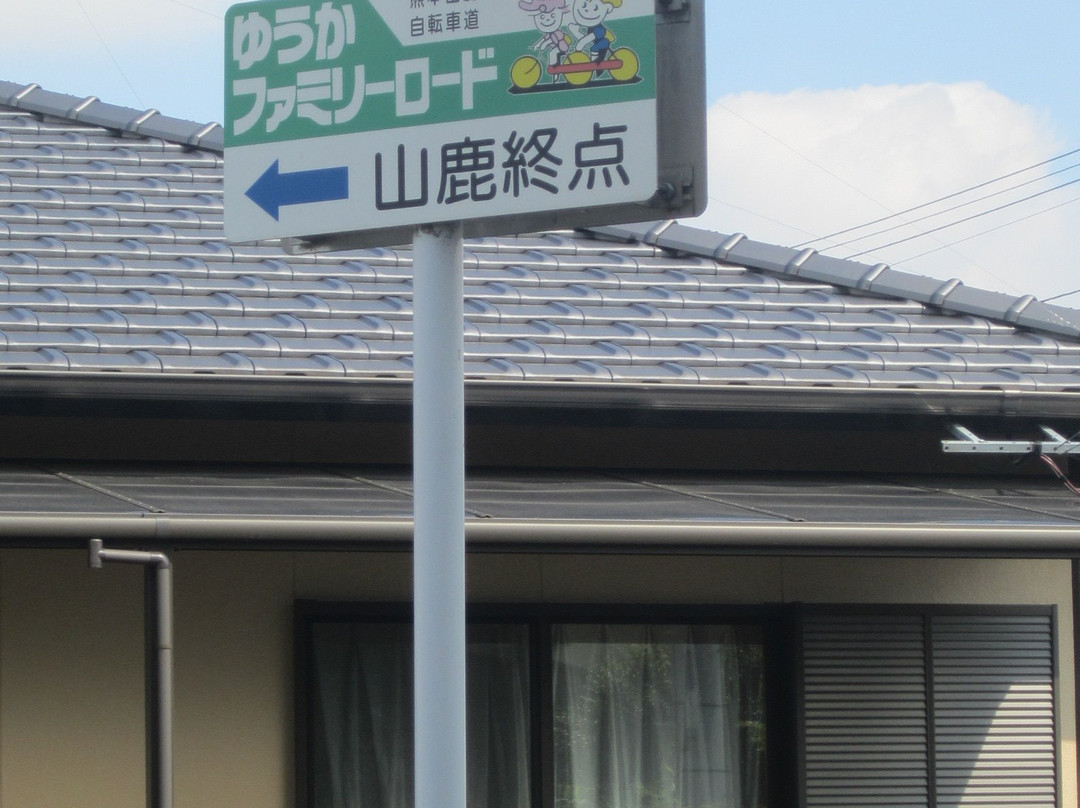 自転車道
ゆうか
ファミリーロード
山鹿終点